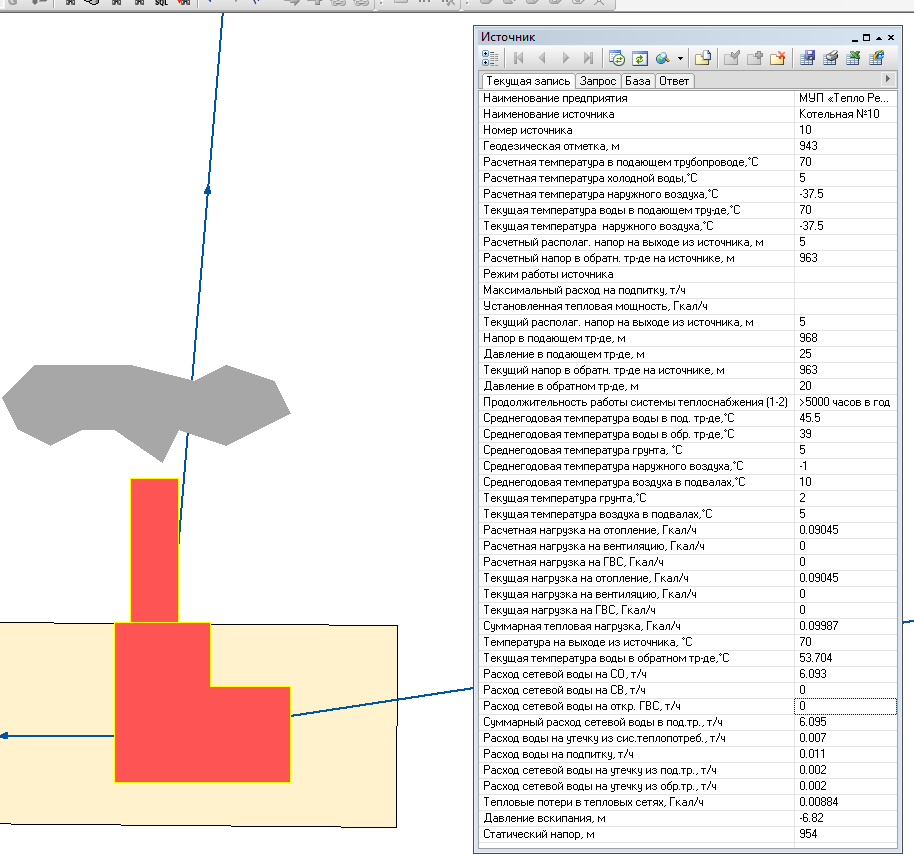 SQL
Источник
Текущая запись Запрос База Ответ
Наименование предприятия МУП «Тепло Ре...
Наименование источника Котельная №10
Номер источника 10
Геодезическая отметка, м 943
Расчетная температура в подающем трубопроводе,°C 70
Расчетная температура холодной воды,°C 5
Расчетная температура наружного воздуха,°C -37.5
Текущая температура воды в подающем тру-де,°C 70
Текущая температура наружного воздуха,°C -37.5
Расчетный располаг. напор на выходе из источника, м 5
Расчетный напор в обратн. тр-де на источнике, м 963
Режим работы источника
Максимальный расход на подпитку, т/ч
Установленная тепловая мощность, Гкал/ч
Текущий располаг. напор на выходе из источника, м 5
Напор в подающем тр-де, м 968
Давление в подающем тр-де, м 25
Текущий напор в обратн. тр-де на источнике, м 963
Давление в обратном тр-де, м 20
Продолжительность работы системы теплоснабжения (1-2) >5000 часов в год
Среднегодовая температура воды в под. тр-де,°C 45.5
Среднегодовая температура воды в обр. тр-де,°C 39
Среднегодовая температура грунта, °C 5
Среднегодовая температура наружного воздуха,°C -1
Среднегодовая температура воздуха в подвалах,°C 10
Текущая температура грунта,°C 2
Текущая температура воздуха в подвалах,°C 5
Расчетная нагрузка на отопление, Гкал/ч 0.09045
Расчетная нагрузка на вентиляцию, Гкал/ч 0
Расчетная нагрузка на ГВС, Гкал/ч 0
Текущая нагрузка на отопление, Гкал/ч 0.09045
Текущая нагрузка на вентиляцию, Гкал/ч 0
Текущая нагрузка на ГВС, Гкал/ч 0
Суммарная тепловая нагрузка, Гкал/ч 0.09987
Температура на выходе из источника, °C 70
Текущая температура воды в обратном тр-де,°C 53.704
Расход сетевой воды на СО, т/ч 6.093
Расход сетевой воды на СВ, т/ч 0
Расход сетевой воды на откр. ГВС, т/ч 0
Суммарный расход сетевой воды в под.тр., т/ч 6.095
Расход воды на утечку из сис.теплопотреб., т/ч 0.007
Расход воды на подпитку, т/ч 0.011
Расход сетевой воды на утечку из под.тр., т/ч 0.002
Расход сетевой воды на утечку из обр.тр., т/ч 0.002
Тепловые потери в тепловых сетях, Гкал/ч 0.00884
Давление вскипания, м -6.82
Статический напор, м 954